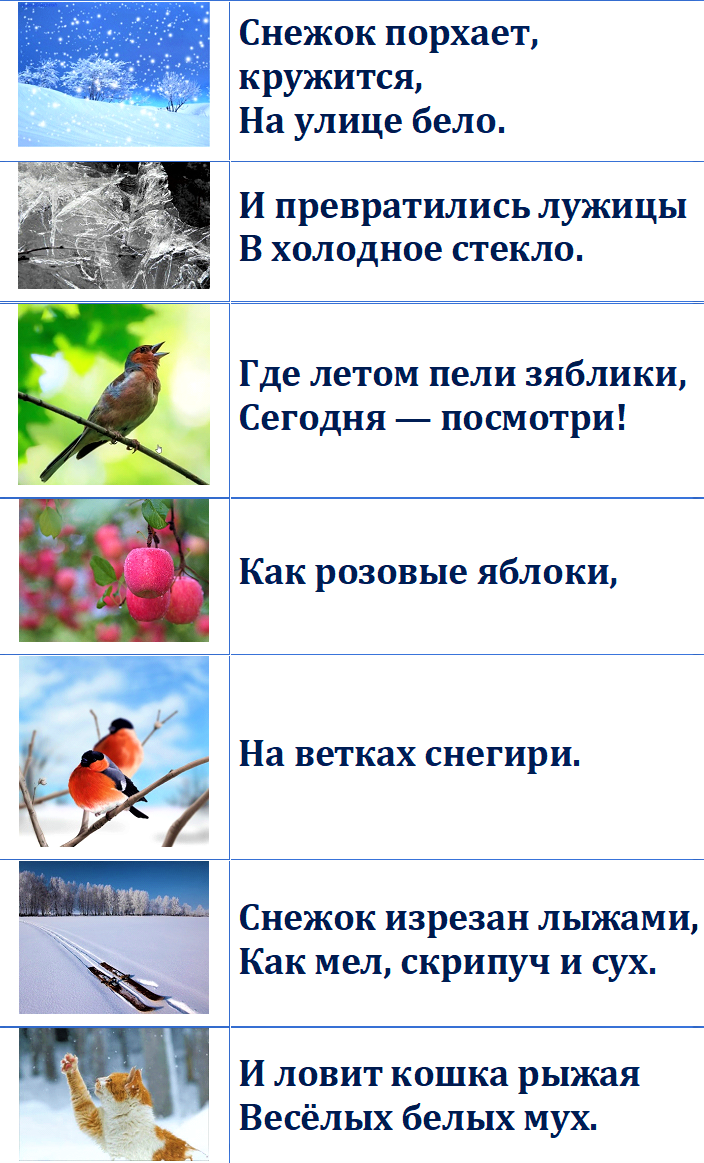 Снежок порхает,
кружится,
На улице бело.
И превратились лужицы
В холодное стекло.
Где летом пели зяблики,
Сегодня — посмотри!
Как розовые яблоки,
На ветках снегири.
Снежок изрезан лыжами,
Как мел, скрипуч и сух.
И ловит кошка рыжая
Весёлых белых мух.